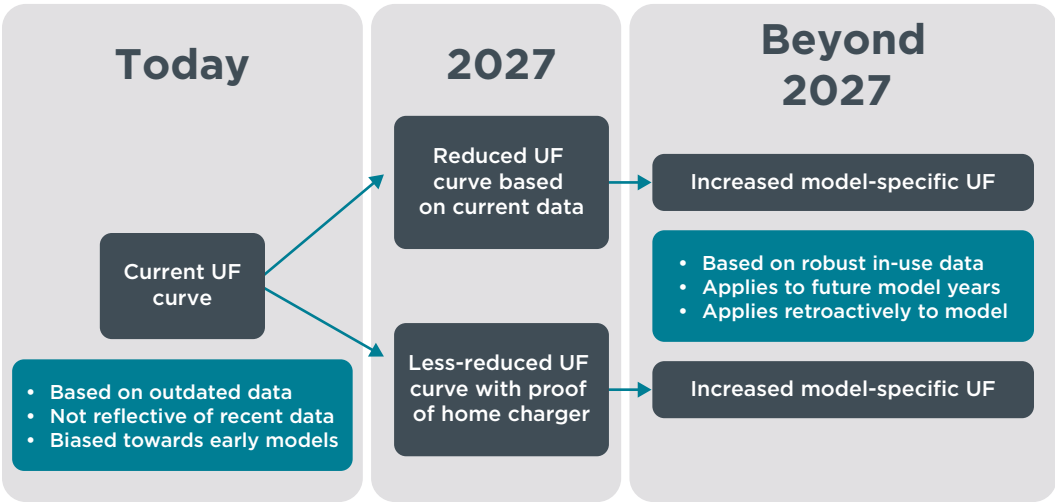 Today
Current UF
curve
• Based on outdated data
• Not reflective of recent data
• Biased towards early models
2027
Reduced UF
curve based
on current data
Less-reduced UF
curve with proof
of home charger
Beyond
2027
Increased model-specific UF
• Based on robust in-use data
• Applies to future model years
• Applies retroactively to model
Increased model-specific UF